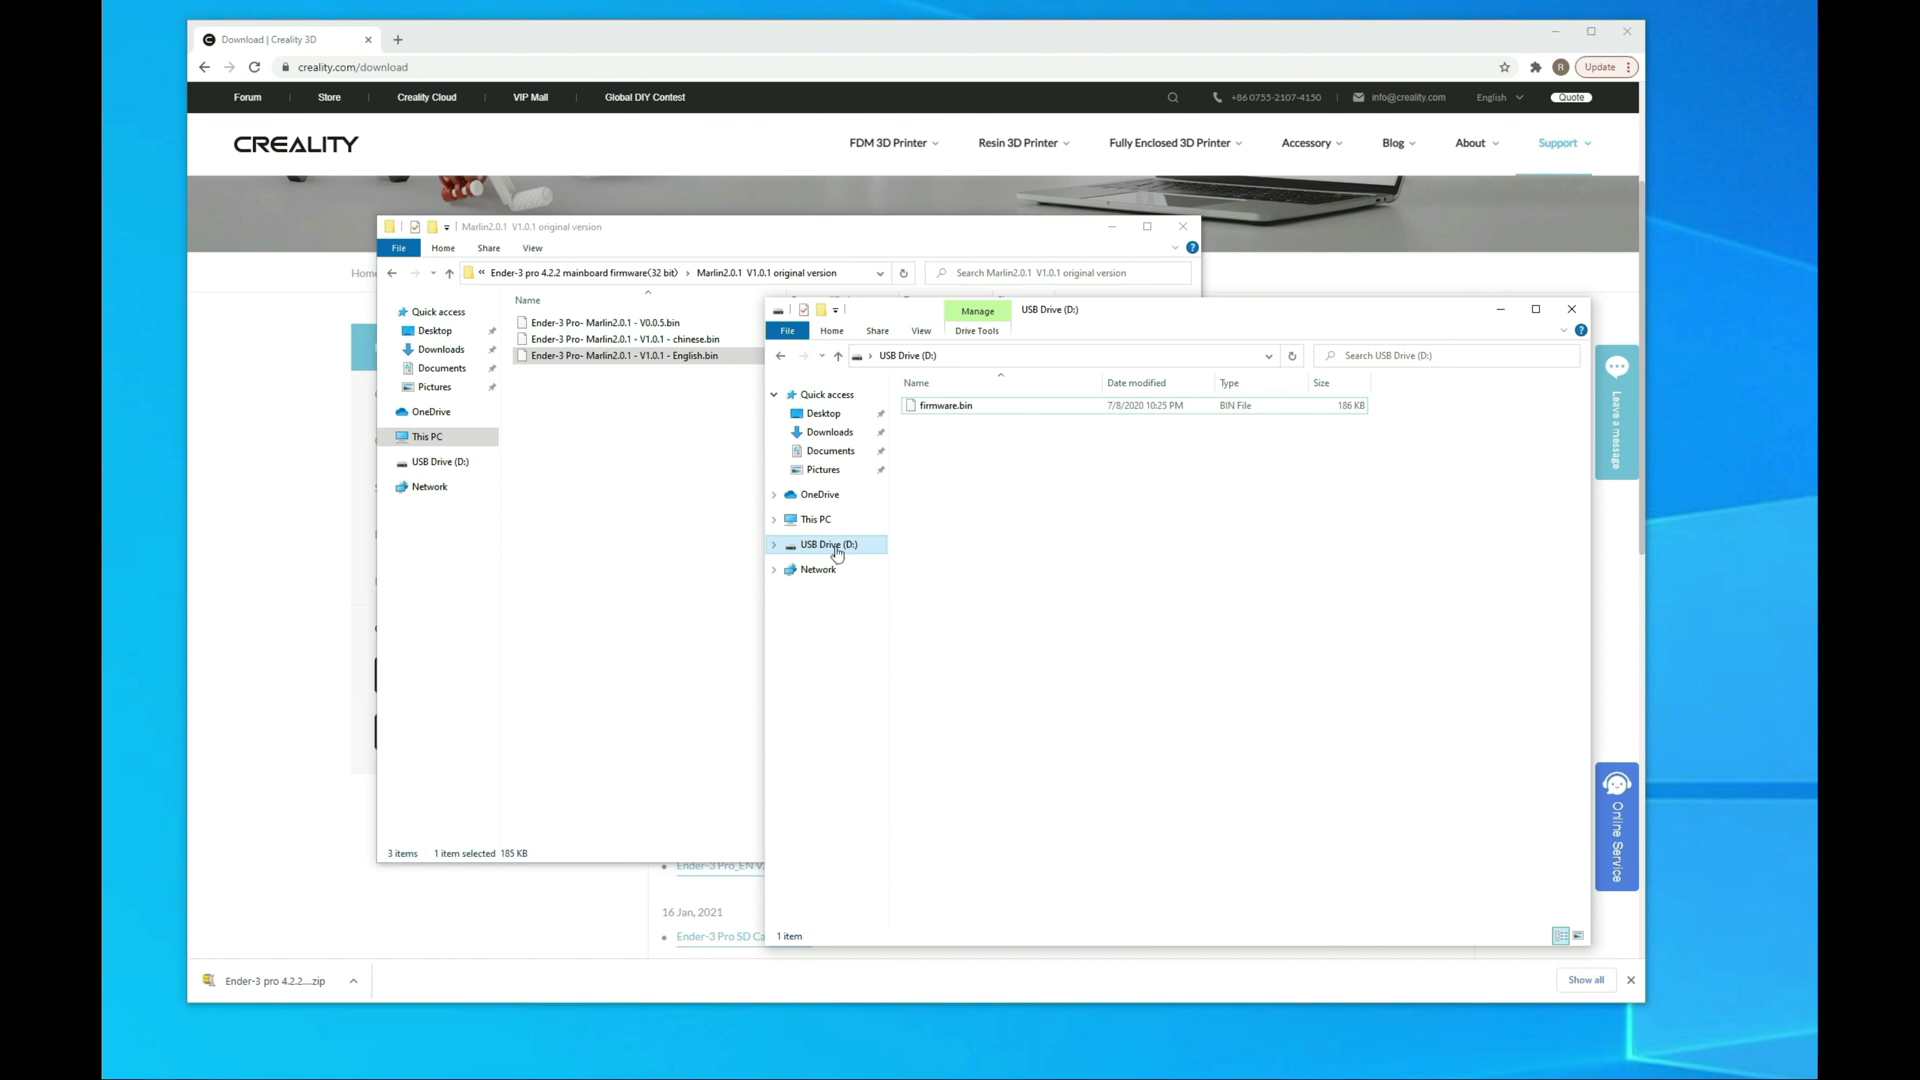 Download | Creality 3D
creality.com/download
R
Update
Forum
Store
Creality Cloud
VIP Mall
Global DIY Contest
+86 0755-2107-4150
info@creality.com
English
Quote
CREALITY
FDM 3D Printer
Resin 3D Printer
Fully Enclosed 3D Printer
Accessory
Blog
About
Support
Home
Marlin2.0.1 V1.0.1 original version
File
Home
Share
View
« Ender-3 pro 4.2.2 mainboard firmware(32 bit) › Marlin2.0.1 V1.0.1 original version
Search Marlin2.0.1 V1.0.1 original version
Name
Quick access
Desktop
Downloads
Documents
Pictures
OneDrive
This PC
USB Drive (D:)
Network
Ender-3 Pro- Marlin2.0.1 - V0.0.5.bin
Ender-3 Pro- Marlin2.0.1 - V1.0.1 - chinese.bin
Ender-3 Pro- Marlin2.0.1 - V1.0.1 - English.bin
3 items
1 item selected 185 KB
Manage
USB Drive (D:)
File
Home
Share
View
Drive Tools
› USB Drive (D:)
Search USB Drive (D:)
Name
Date modified
Type
Size
firmware.bin
7/8/2020 10:25 PM
BIN File
186 KB
Quick access
Desktop
Downloads
Documents
Pictures
OneDrive
This PC
USB Drive (D:)
Network
1 item
Leave a message
Online Service
Ender-3 Pro_EN V
16 Jan, 2021
Ender-3 Pro SD Ca
Ender-3 pro 4.2.2....zip
Show all